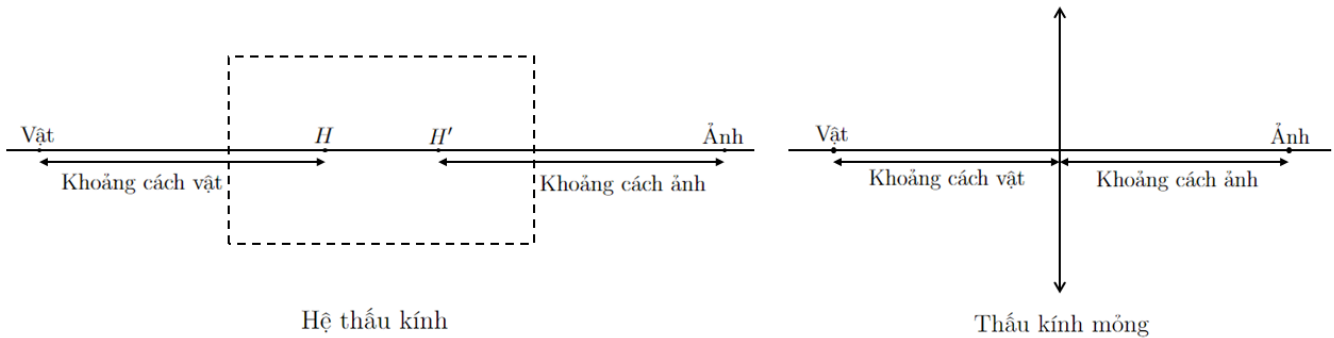 Vật H H′ Ảnh
Khoảng cách vật Khoảng cách ảnh
Hệ thấu kính
Vật Ảnh
Khoảng cách vật Khoảng cách ảnh
Thấu kính mỏng